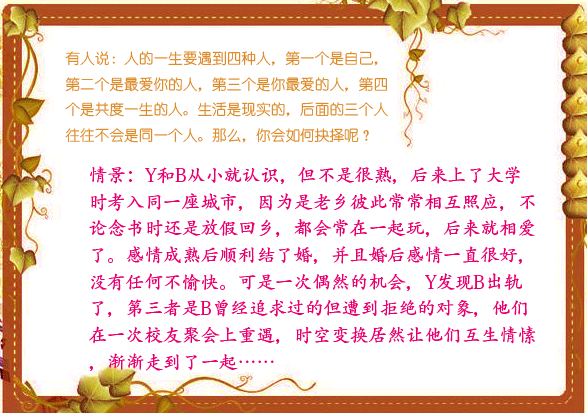 有人说：人的一生要遇到四种人，第一个是自己，
第二个是最爱你的人，第三个是你最爱的人，第四
个是共度一生的人。生活是现实的，后面的三个人
往往不会是同一个人。那么，你会如何抉择呢？
情景：Y和B从小就认识，但不是很熟，后来上了大学
时考入同一座城市，因为是老乡彼此常常相互照应，不
论念书时还是放假回乡，都会常在一起玩，后来就相爱
了。感情成熟后顺利结了婚，并且婚后感情一直很好，
没有任何不愉快。可是一次偶然的机会，Y发现B出轨
了，第三者是B曾经追求过的但遭到拒绝的对象，他们
在一次校友聚会上重遇，时空变换居然让他们互生情愫
，渐渐走到了一起……